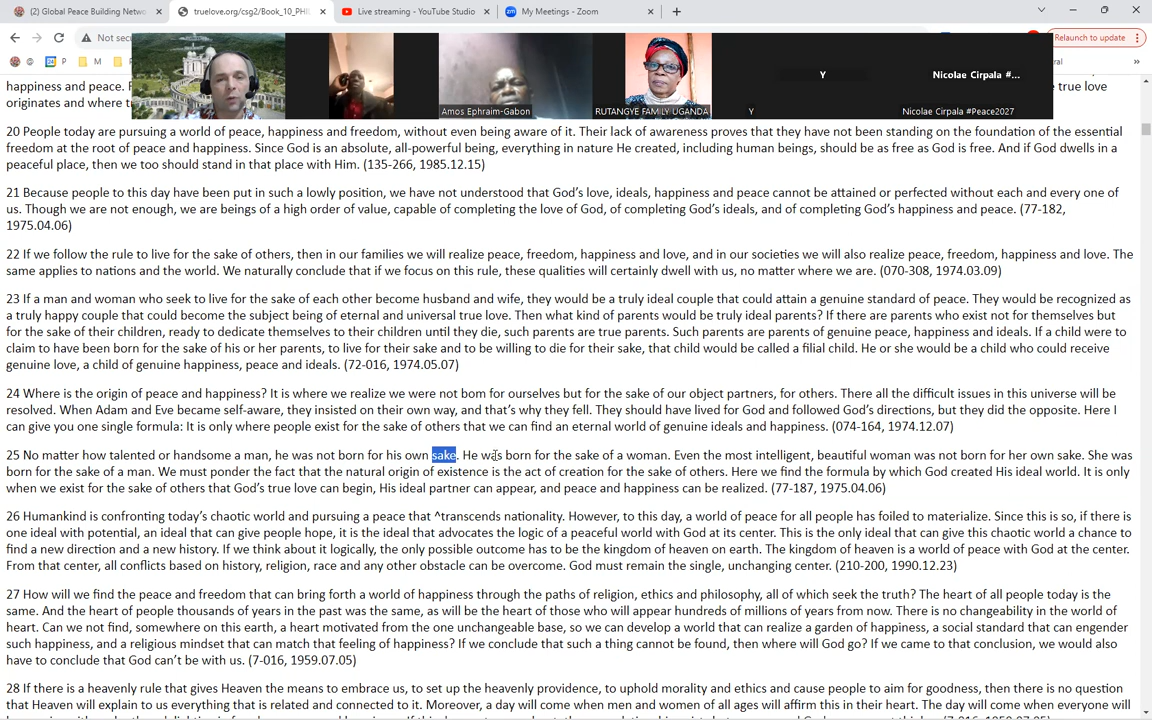 (2) Global Peace Building Netwo
truelove.org/csg2/Book_10_PHI
Live streaming - YouTube Studio
My Meetings - Zoom
Not sec
Relaunch to update
P
M
P
ral
Amos Ephraim-Gabon
RUTANGYE FAMILY UGANDA
Y
Y
Nicolae Cirpala #...
Nicolae Cirpala #Peace2027
happiness and peace.
e true love
originates and where t
20 People today are pursuing a world of peace, happiness and freedom, without even being aware of it. Their lack of awareness proves that they have not been standing on the foundation of the essential
freedom at the root of peace and happiness. Since God is an absolute, all-powerful being, everything in nature He created, including human beings, should be as free as God is free. And if God dwells in a
peaceful place, then we too should stand in that place with Him. (135-266, 1985.12.15)
21 Because people to this day have been put in such a lowly position, we have not understood that God's love, ideals, happiness and peace cannot be attained or perfected without each and every one of
us. Though we are not enough, we are beings of a high order of value, capable of completing the love of God, of completing God's ideals, and of completing God's happiness and peace. (77-182,
1975.04.06)
22 If we follow the rule to live for the sake of others, then in our families we will realize peace, freedom, happiness and love, and in our societies we will also realize peace, freedom, happiness and love. The
same applies to nations and the world. We naturally conclude that if we focus on this rule, these qualities will certainly dwell with us, no matter where we are. (070-308, 1974.03.09)
23 If a man and woman who seek to live for the sake of each other become husband and wife, they would be a truly ideal couple that could attain a genuine standard of peace. They would be recognized as
a truly happy couple that could become the subject being of eternal and universal true love. Then what kind of parents would be truly ideal parents? If there are parents who exist not for themselves but
for the sake of their children, ready to dedicate themselves to their children until they die, such parents are true parents. Such parents are parents of genuine peace, happiness and ideals. If a child were to
claim to have been born for the sake of his or her parents, to live for their sake and to be willing to die for their sake, that child would be called a filial child. He or she would be a child who could receive
genuine love, a child of genuine happiness, peace and ideals. (72-016, 1974.05.07)
24 Where is the origin of peace and happiness? It is where we realize we were not bom for ourselves but for the sake of our object partners, for others. There all the difficult issues in this universe will be
resolved. When Adam and Eve became self-aware, they insisted on their own way, and that's why they fell. They should have lived for God and followed God's directions, but they did the opposite. Here I
can give you one single formula: It is only where people exist for the sake of others that we can find an eternal world of genuine ideals and happiness. (074-164, 1974.12.07)
25 No matter how talented or handsome a man, he was not born for his own sake. He was born for the sake of a woman. Even the most intelligent, beautiful woman was not born for her own sake. She was
born for the sake of a man. We must ponder the fact that the natural origin of existence is the act of creation for the sake of others. Here we find the formula by which God created His ideal world. It is only
when we exist for the sake of others that God's true love can begin, His ideal partner can appear, and peace and happiness can be realized. (77-187, 1975.04.06)
26 Humankind is confronting today's chaotic world and pursuing a peace that ^transcends nationality. However, to this day, a world of peace for all people has foiled to materialize. Since this is so, if there is
one ideal with potential, an ideal that can give people hope, it is the ideal that advocates the logic of a peaceful world with God at its center. This is the only ideal that can give this chaotic world a chance to
find a new direction and a new history. If we think about it logically, the only possible outcome has to be the kingdom of heaven on earth. The kingdom of heaven is a world of peace with God at the center.
From that center, all conflicts based on history, religion, race and any other obstacle can be overcome. God must remain the single, unchanging center. (210-200, 1990.12.23)
27 How will we find the peace and freedom that can bring forth a world of happiness through the paths of religion, ethics and philosophy, all of which seek the truth? The heart of all people today is the
same. And the heart of people thousands of years in the past was the same, as will be the heart of those who will appear hundreds of millions of years from now. There is no changeability in the world of
heart. Can we not find, somewhere on this earth, a heart motivated from the one unchangeable base, so we can develop a world that can realize a garden of happiness, a social standard that can engender
such happiness, and a religious mindset that can match that feeling of happiness? If we conclude that such a thing cannot be found, then where will God go? If we came to that conclusion, we would also
have to conclude that God can't be with us. (7-016, 1959.07.05)
28 If there is a heavenly rule that gives Heaven the means to embrace us, to set up the heavenly providence, to uphold morality and ethics and cause people to aim for goodness, then there is no question
that Heaven will explain to us everything that is related and connected to it. Moreover, a day will come when men and women of all ages will affirm this in their heart. The day will come when everyone will